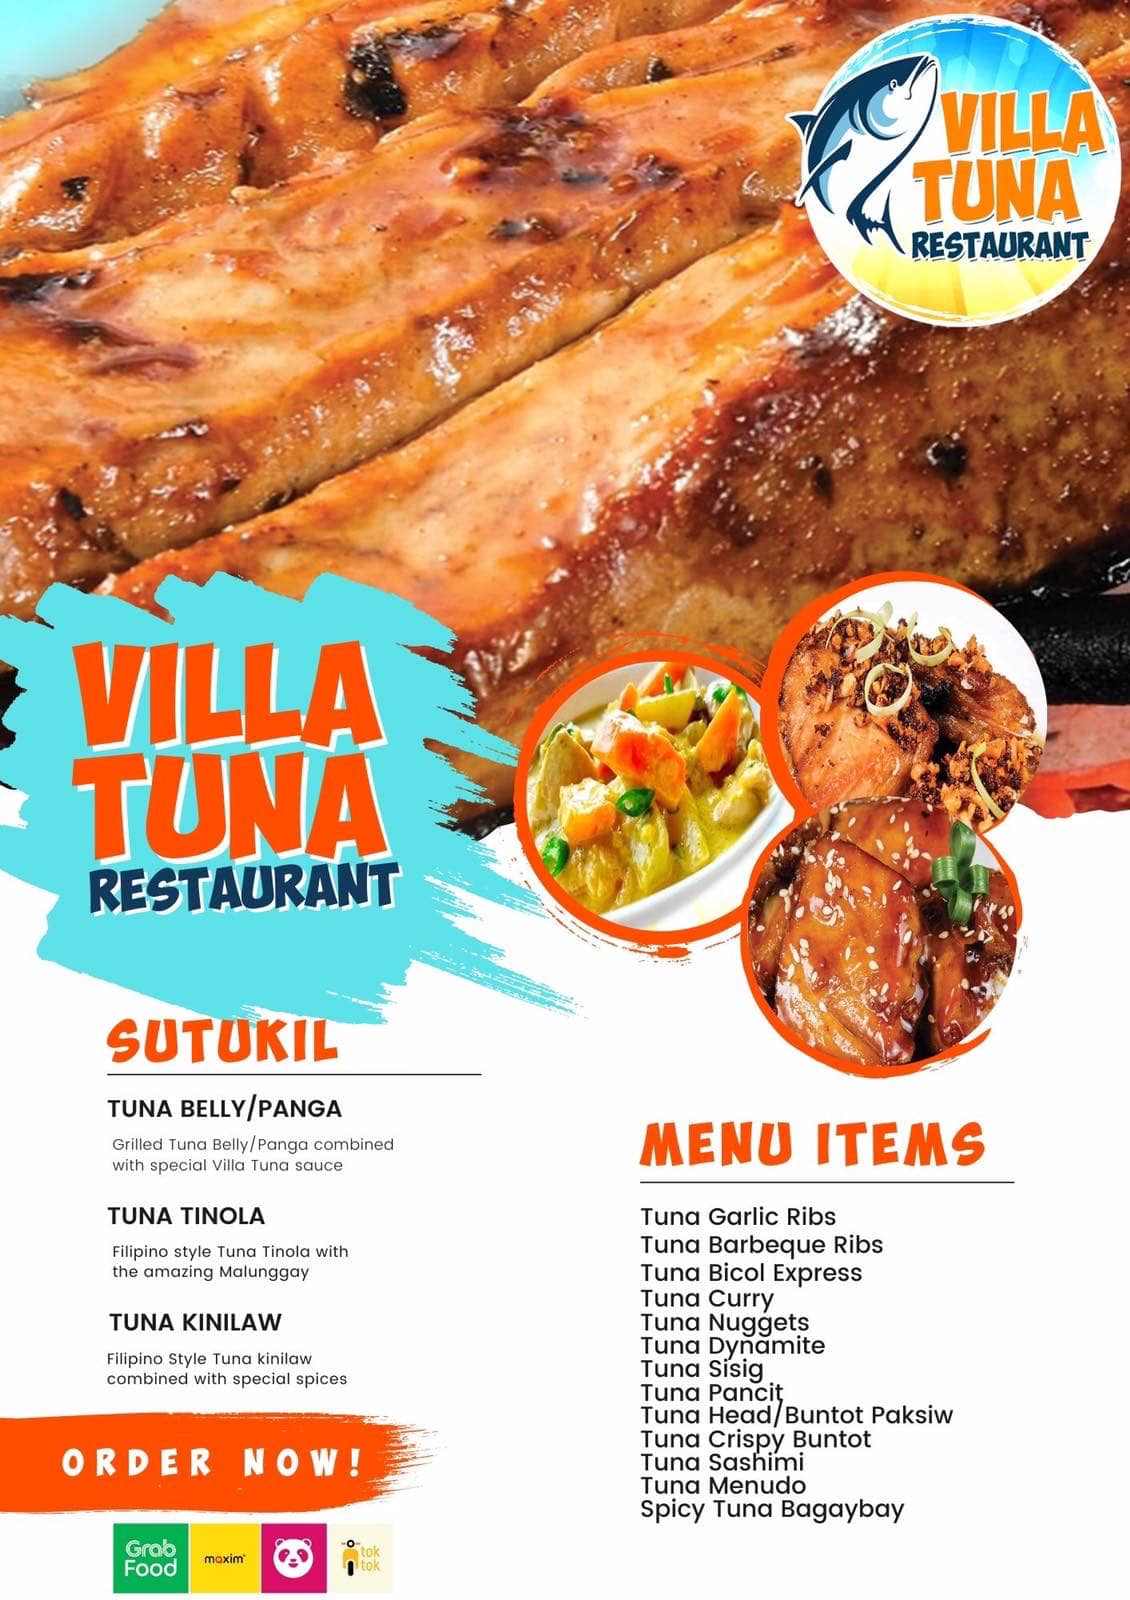 VILLA
TUNA
RESTAURANT
VILLA
TUNA
RESTAURANT
SUTUKIL
TUNA BELLY/PANGA
Grilled Tuna Belly/Panga combined
with special Villa Tuna sauce
TUNA TINOLA
Filipino style Tuna Tinola with
the amazing Malunggay
TUNA KINILAW
Filipino Style Tuna kinilaw
combined with special spices
ORDER NOW!
Grab
Food
maxim
tok
tok
MENU ITEMS
Tuna Garlic Ribs
Tuna Barbeque Ribs
Tuna Bicol Express
Tuna Curry
Tuna Nuggets
Tuna Dynamite
Tuna Sisig
Tuna Pancit
Tuna Head/Buntot Paksiw
Tuna Crispy Buntot
Tuna Sashimi
Tuna Menudo
Spicy Tuna Bagaybay